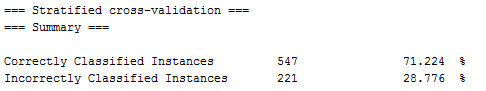 === Stratified cross-validation ===
=== Summary ===
Correctly Classified Instances 547 71.224 %
Incorrectly Classified Instances 221 28.776 %